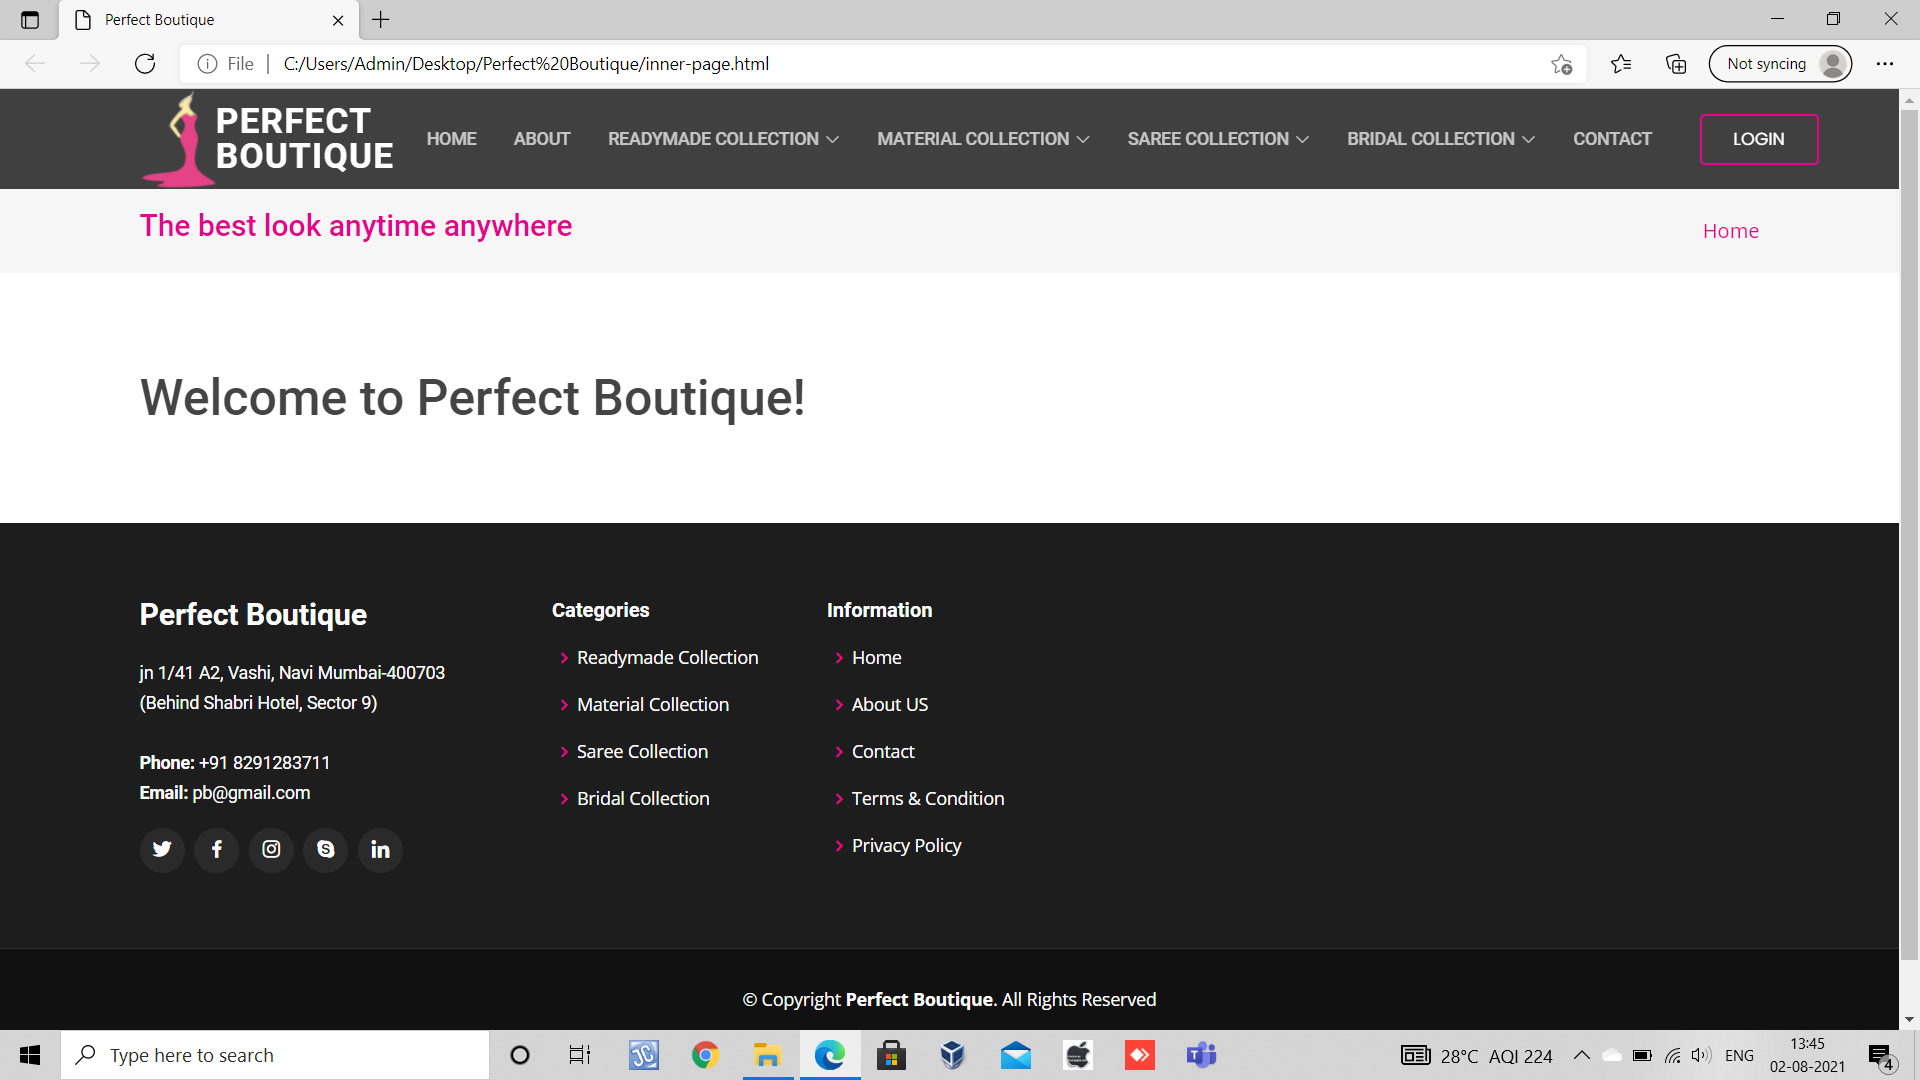 Perfect Boutique
File
C:/Users/Admin/Desktop/Perfect%20Boutique/inner-page.html
Not syncing
PERFECT
BOUTIQUE
HOME
ABOUT
READYMADE COLLECTION
MATERIAL COLLECTION
SAREE COLLECTION
BRIDAL COLLECTION
CONTACT
LOGIN
The best look anytime anywhere
Home
Welcome to Perfect Boutique!
Perfect Boutique
jn 1/41 A2, Vashi, Navi Mumbai-400703
(Behind Shabri Hotel, Sector 9)
Phone: +91 8291283711
Email: pb@gmail.com
Categories
Readymade Collection
Material Collection
Saree Collection
Bridal Collection
Information
Home
About US
Contact
Terms & Condition
Privacy Policy
© Copyright Perfect Boutique. All Rights Reserved
Type here to search
JC
28°C AQI 224
ENG
13:45
02-08-2021
4